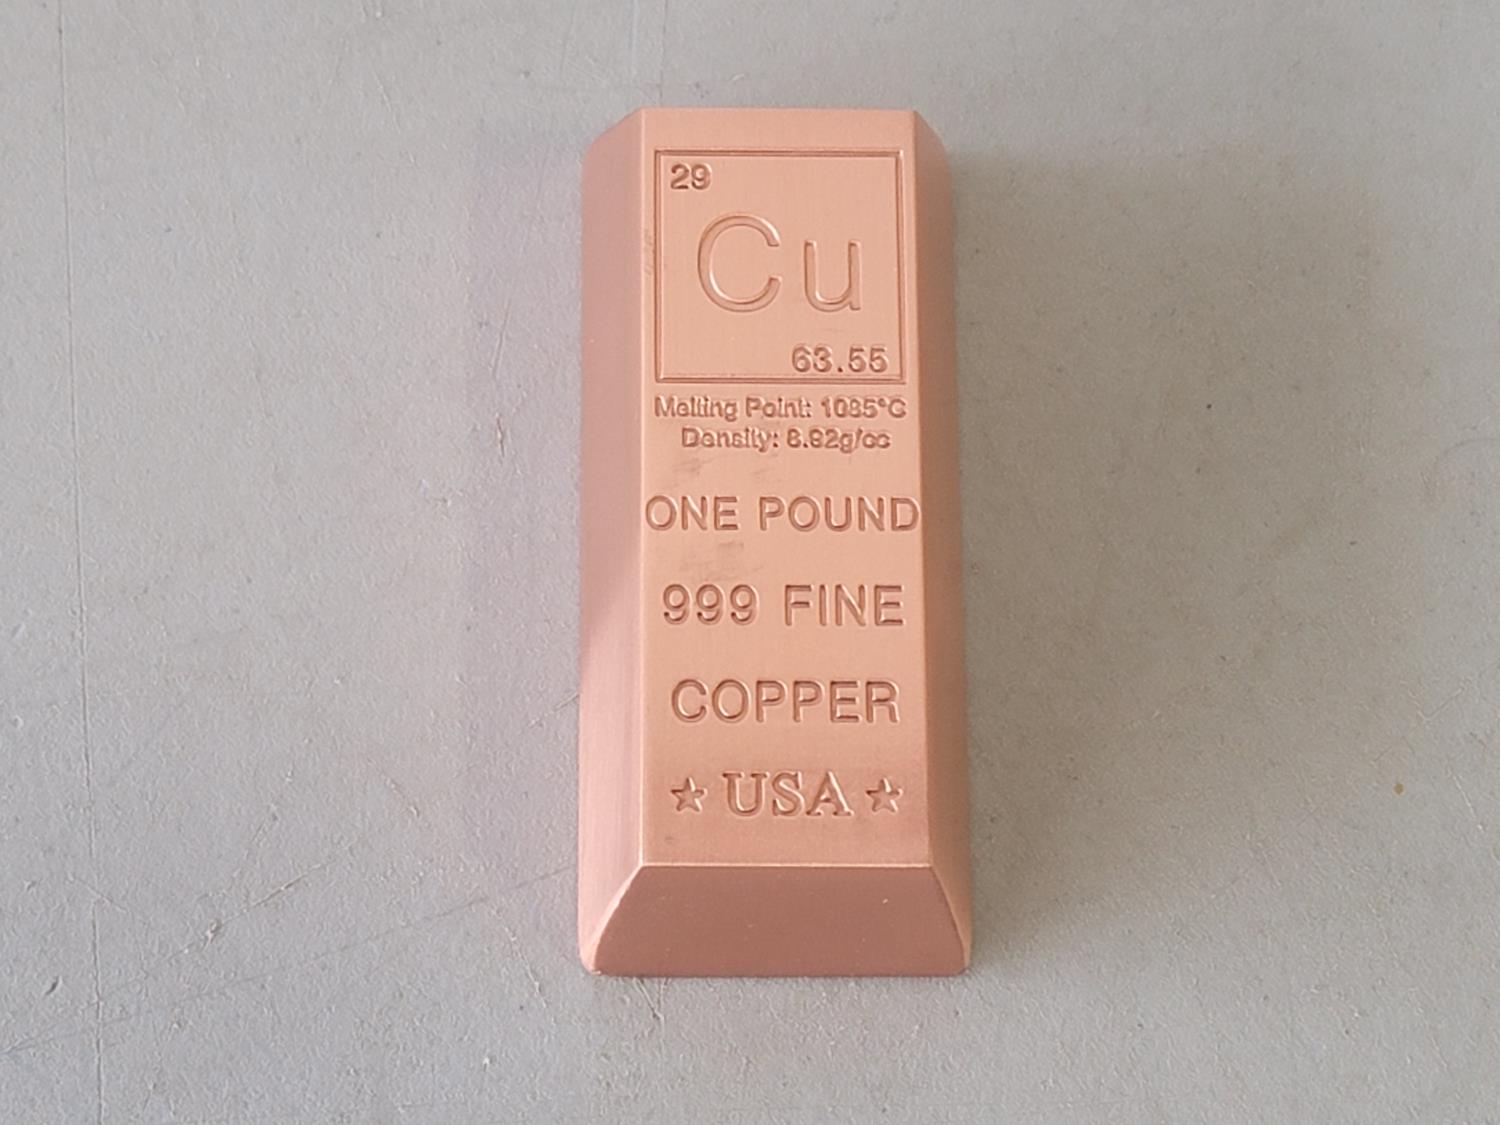 29
Cu
63.55
Melting Point: 1085°C
Density: 8.92g/cc
ONE POUND
999 FINE
COPPER
★ USA ★